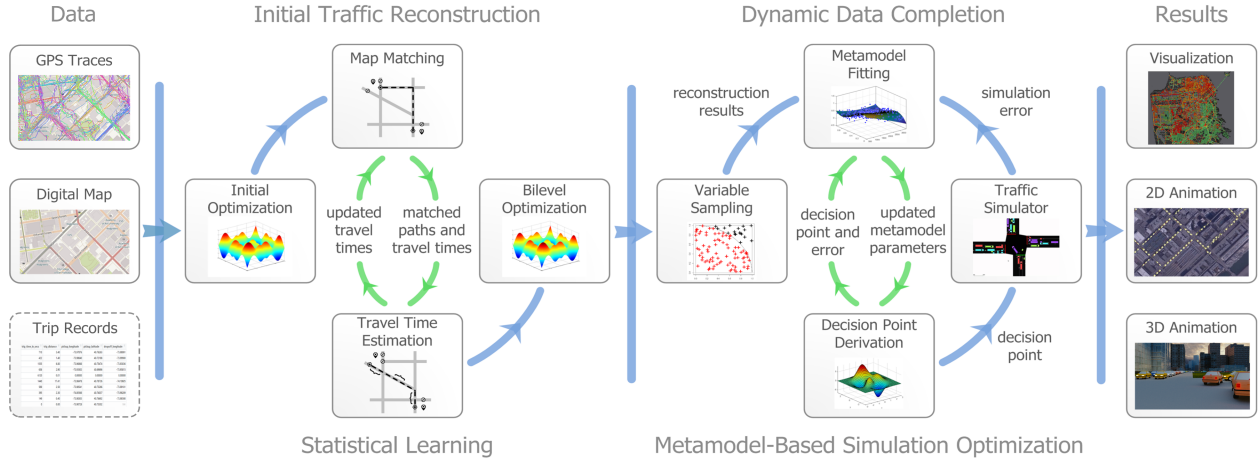 Data
Initial Traffic Reconstruction
Dynamic Data Completion
Results
GPS Traces
Digital Map
Trip Records
Map Matching
Initial
Optimization
updated
travel
times
matched
paths and
travel times
Bilevel
Optimization
Travel Time
Estimation
Statistical Learning
reconstruction
results
Metamodel
Fitting
simulation
error
Variable
Sampling
decision
point and
error
updated
metamodel
parameters
Traffic
Simulator
Decision Point
Derivation
decision
point
Metamodel-Based Simulation Optimization
Visualization
2D Animation
3D Animation